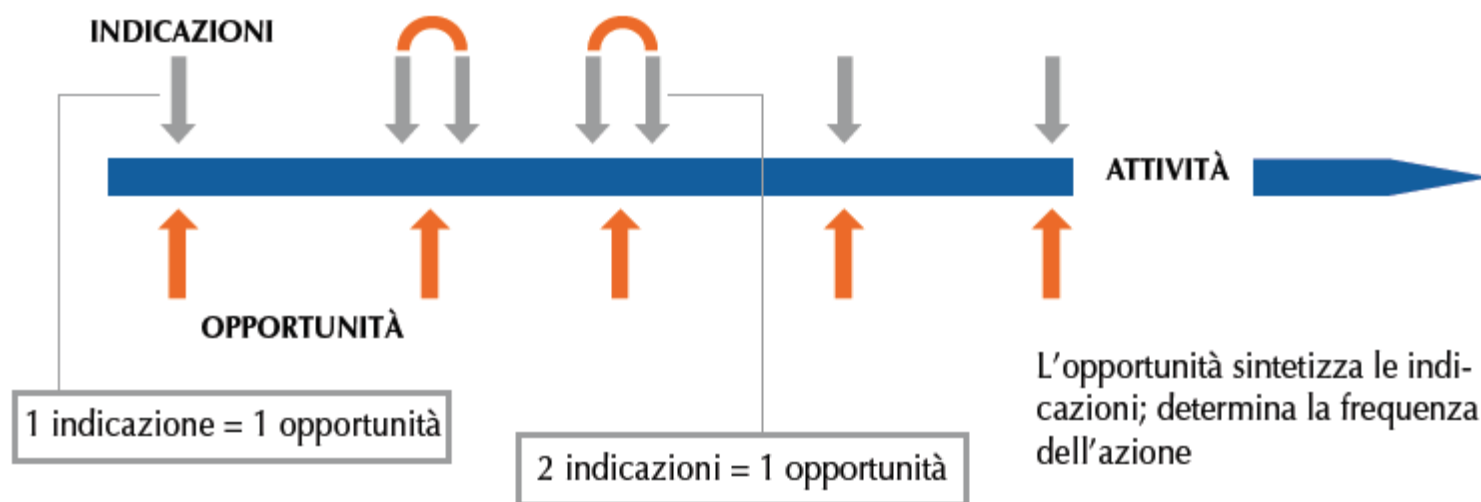 INDICAZIONI
ATTIVITÀ
OPPORTUNITÀ
1 indicazione = 1 opportunità
2 indicazioni = 1 opportunità
L’opportunità sintetizza le indi-
cazioni; determina la frequenza
dell’azione